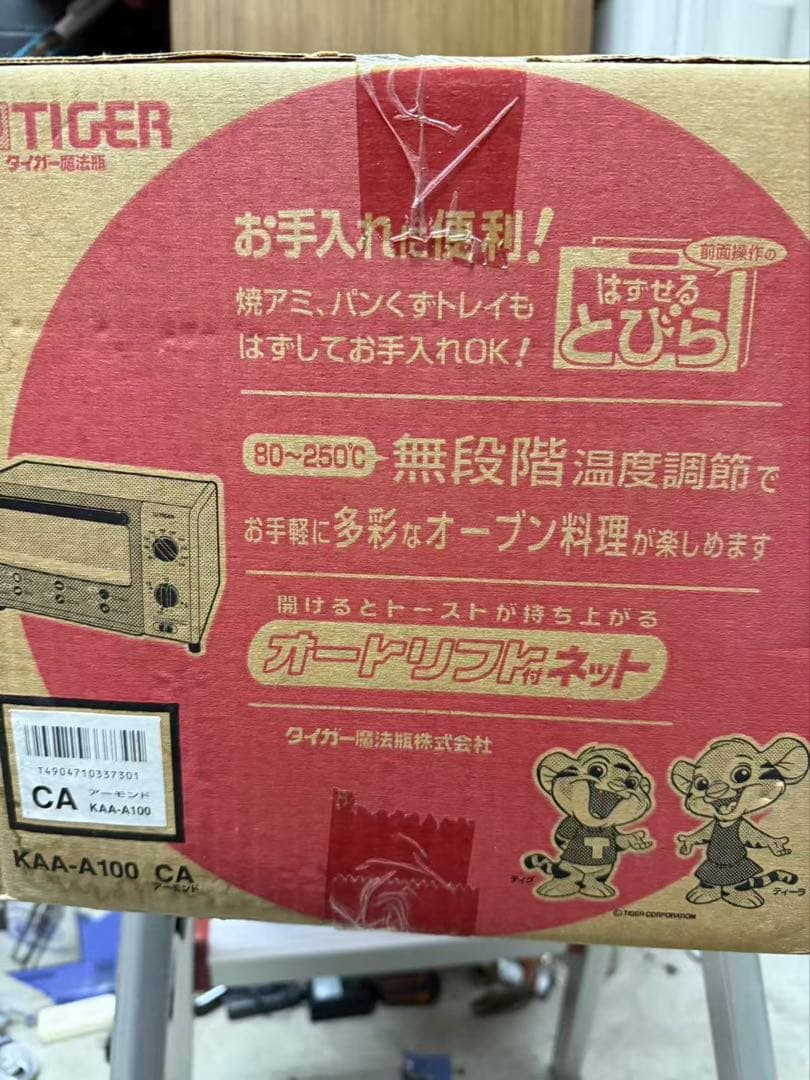 TIGER
タイガー魔法瓶
お手入れに便利!
焼アミ、パンくずトレイも
はずしてお手入れOK!
前面操作の
はずせる
とびら
80~250℃ 無段階温度調節で
お手軽に多彩なオーブン料理が楽しめます
開けるとトーストが持ち上がる
オートリフト付ネット
タイガー魔法瓶株式会社
TIGER
T4904710337301
CA アーモンド
KAA-A100
KAA-A100 CA
アーモンド
T
ティゴ
ティーラ
©TIGER CORPORATION